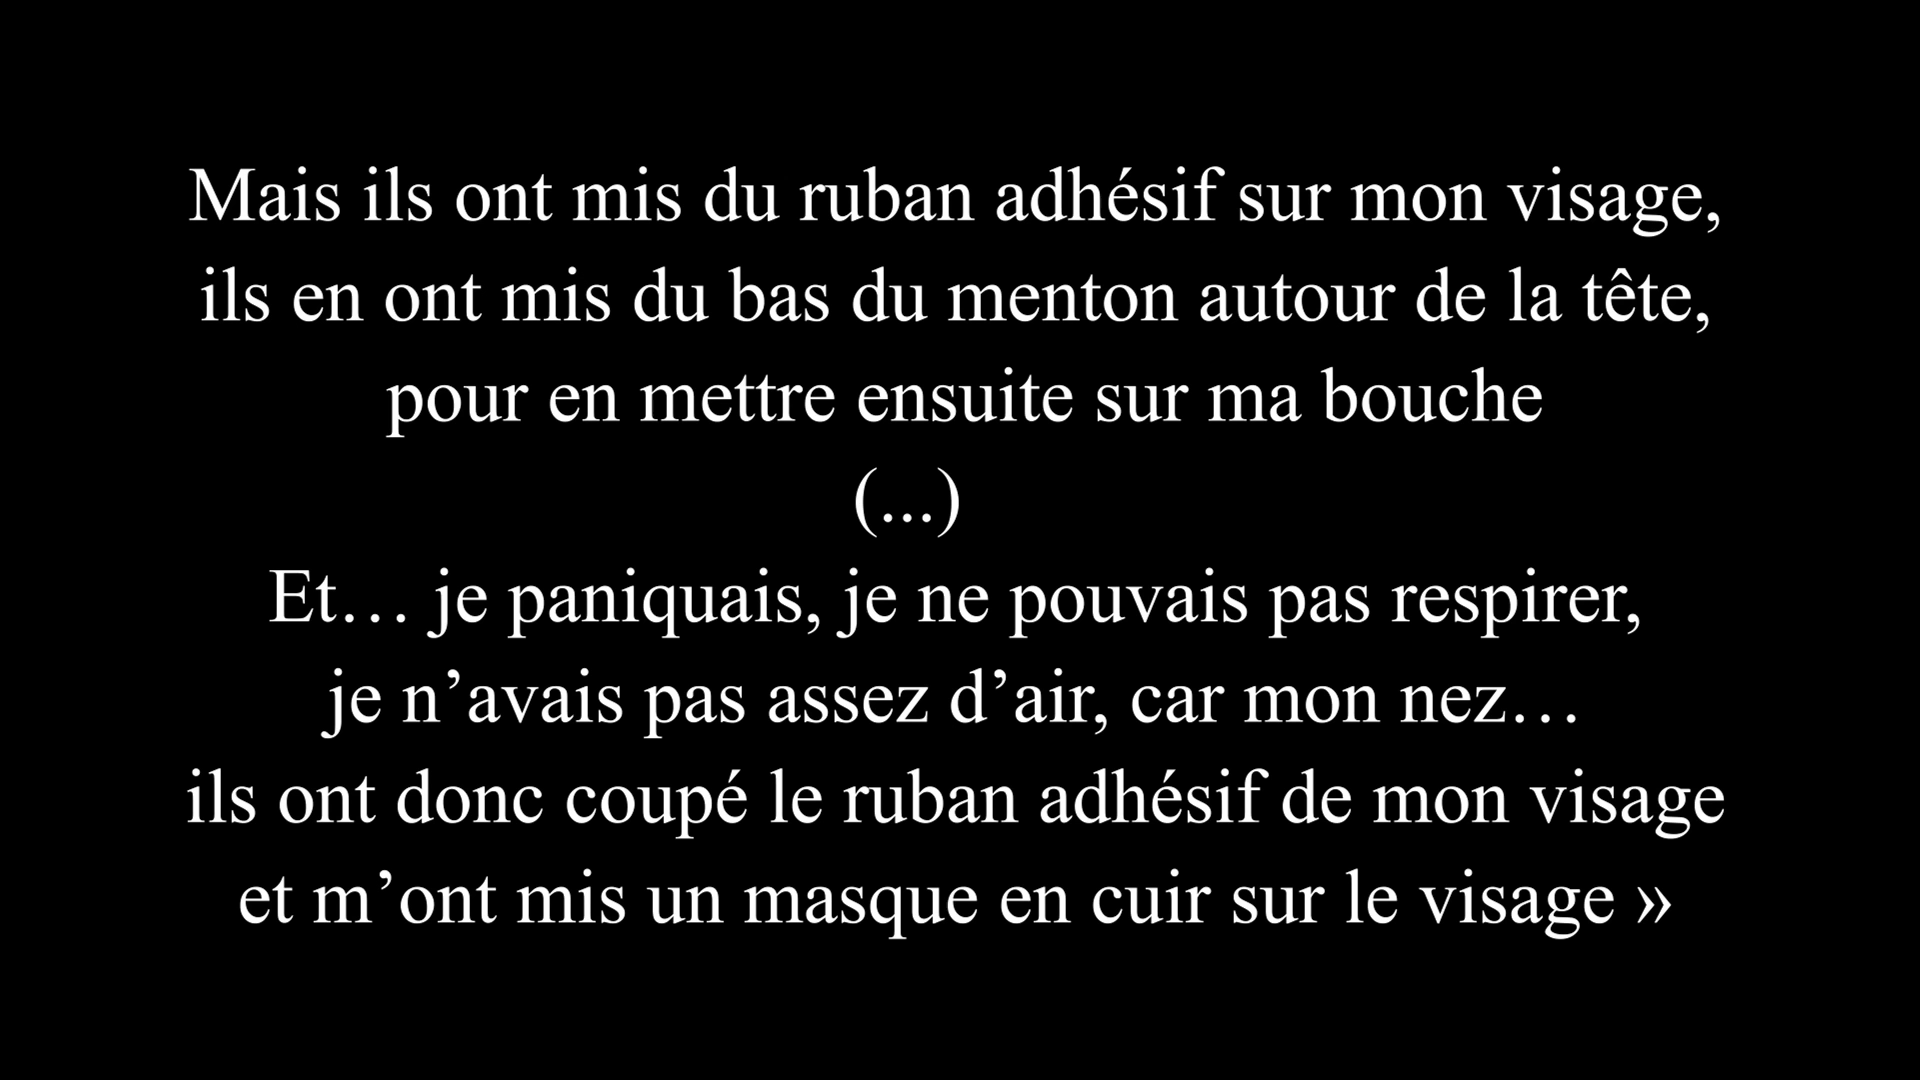 Mais ils ont mis du ruban adhésif sur mon visage,
ils en ont mis du bas du menton autour de la tête,
pour en mettre ensuite sur ma bouche
(...)
Et… je paniquais, je ne pouvais pas respirer,
je n’avais pas assez d’air, car mon nez…
ils ont donc coupé le ruban adhésif de mon visage
et m’ont mis un masque en cuir sur le visage »